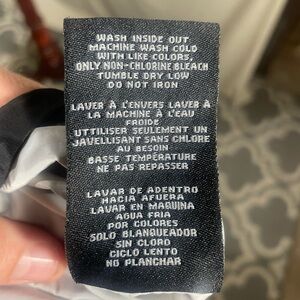 WASH INSIDE OUT
MACHINE WASH COLD
WITH LIKE COLORS,
ONLY NON-CHLORINE BLEACH
TUMBLE DRY LOW
DO NOT IRON
LAVER À L'ENVERS LAVER À
LA MACHINE À L'EAU
FROIDE
UTTILISER SEULEMENT UN
JAVELLISANT SANS CHLORE
AU BESOIN
BASSE TEMPÉRATURE
NE PAS REPASSER
LAVAR DE ADENTRO
HACIA AFUERA
LAVAR EN MAQUINA
AGUA FRIA
POR COLORES
SOLO BLANQUEADOR
SIN CLORO
CICLO LENTO
NO PLANCHAR